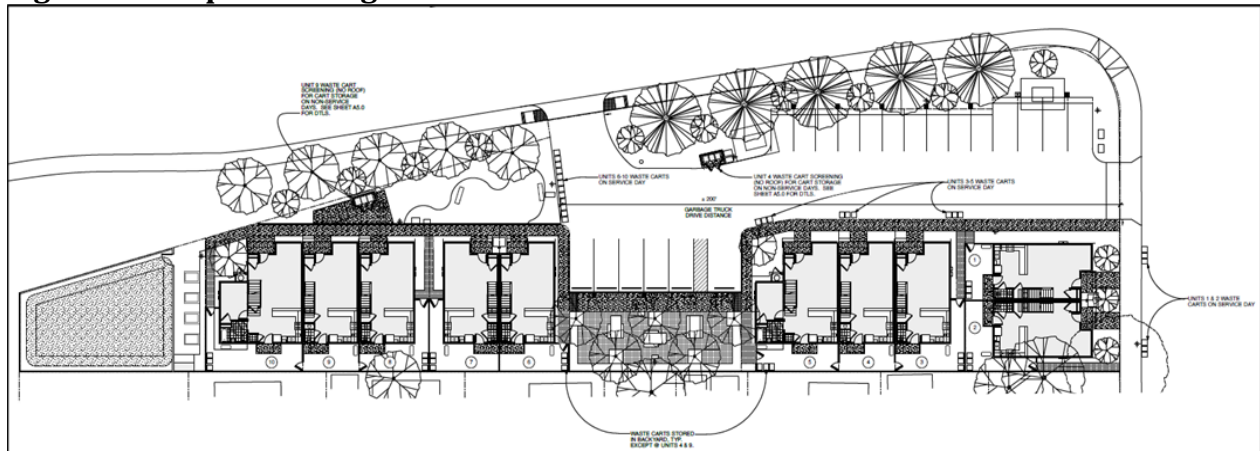 UNIT 9 WASTE CART
SCREENING (NO ROOF)
FOR CART STORAGE
ON NON-SERVICE
DAYS. SEE SHEET A5.0
FOR DTLS.
UNITS 6-10 WASTE CARTS
ON SERVICE DAY
UNIT 4 WASTE CART SCREENING
(NO ROOF) FOR CART STORAGE
ON NON-SERVICE DAYS. SEE
SHEET A5.0 FOR DTLS.
UNITS 3-5 WASTE CARTS
ON SERVICE DAY
± 200'
GARBAGE TRUCK
DRIVE DISTANCE
1
2
UNITS 1 & 2 WASTE
CARTS ON SERVICE DAY
10
9
8
7
6
5
4
3
WASTE CARTS STORED
IN BACKYARD, TYP.
EXCEPT @ UNITS 4 & 9.